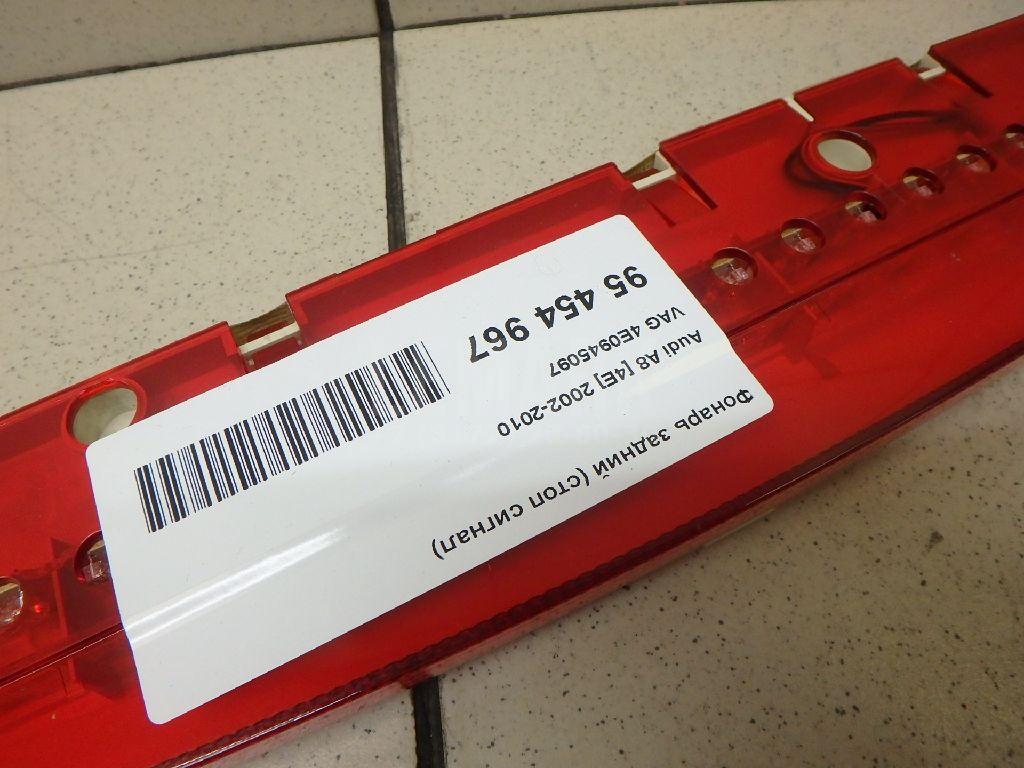 Фонарь задний (стоп сигнал)
Audi A8 [4E] 2002-2010
VAG 4E0945097
95 454 967